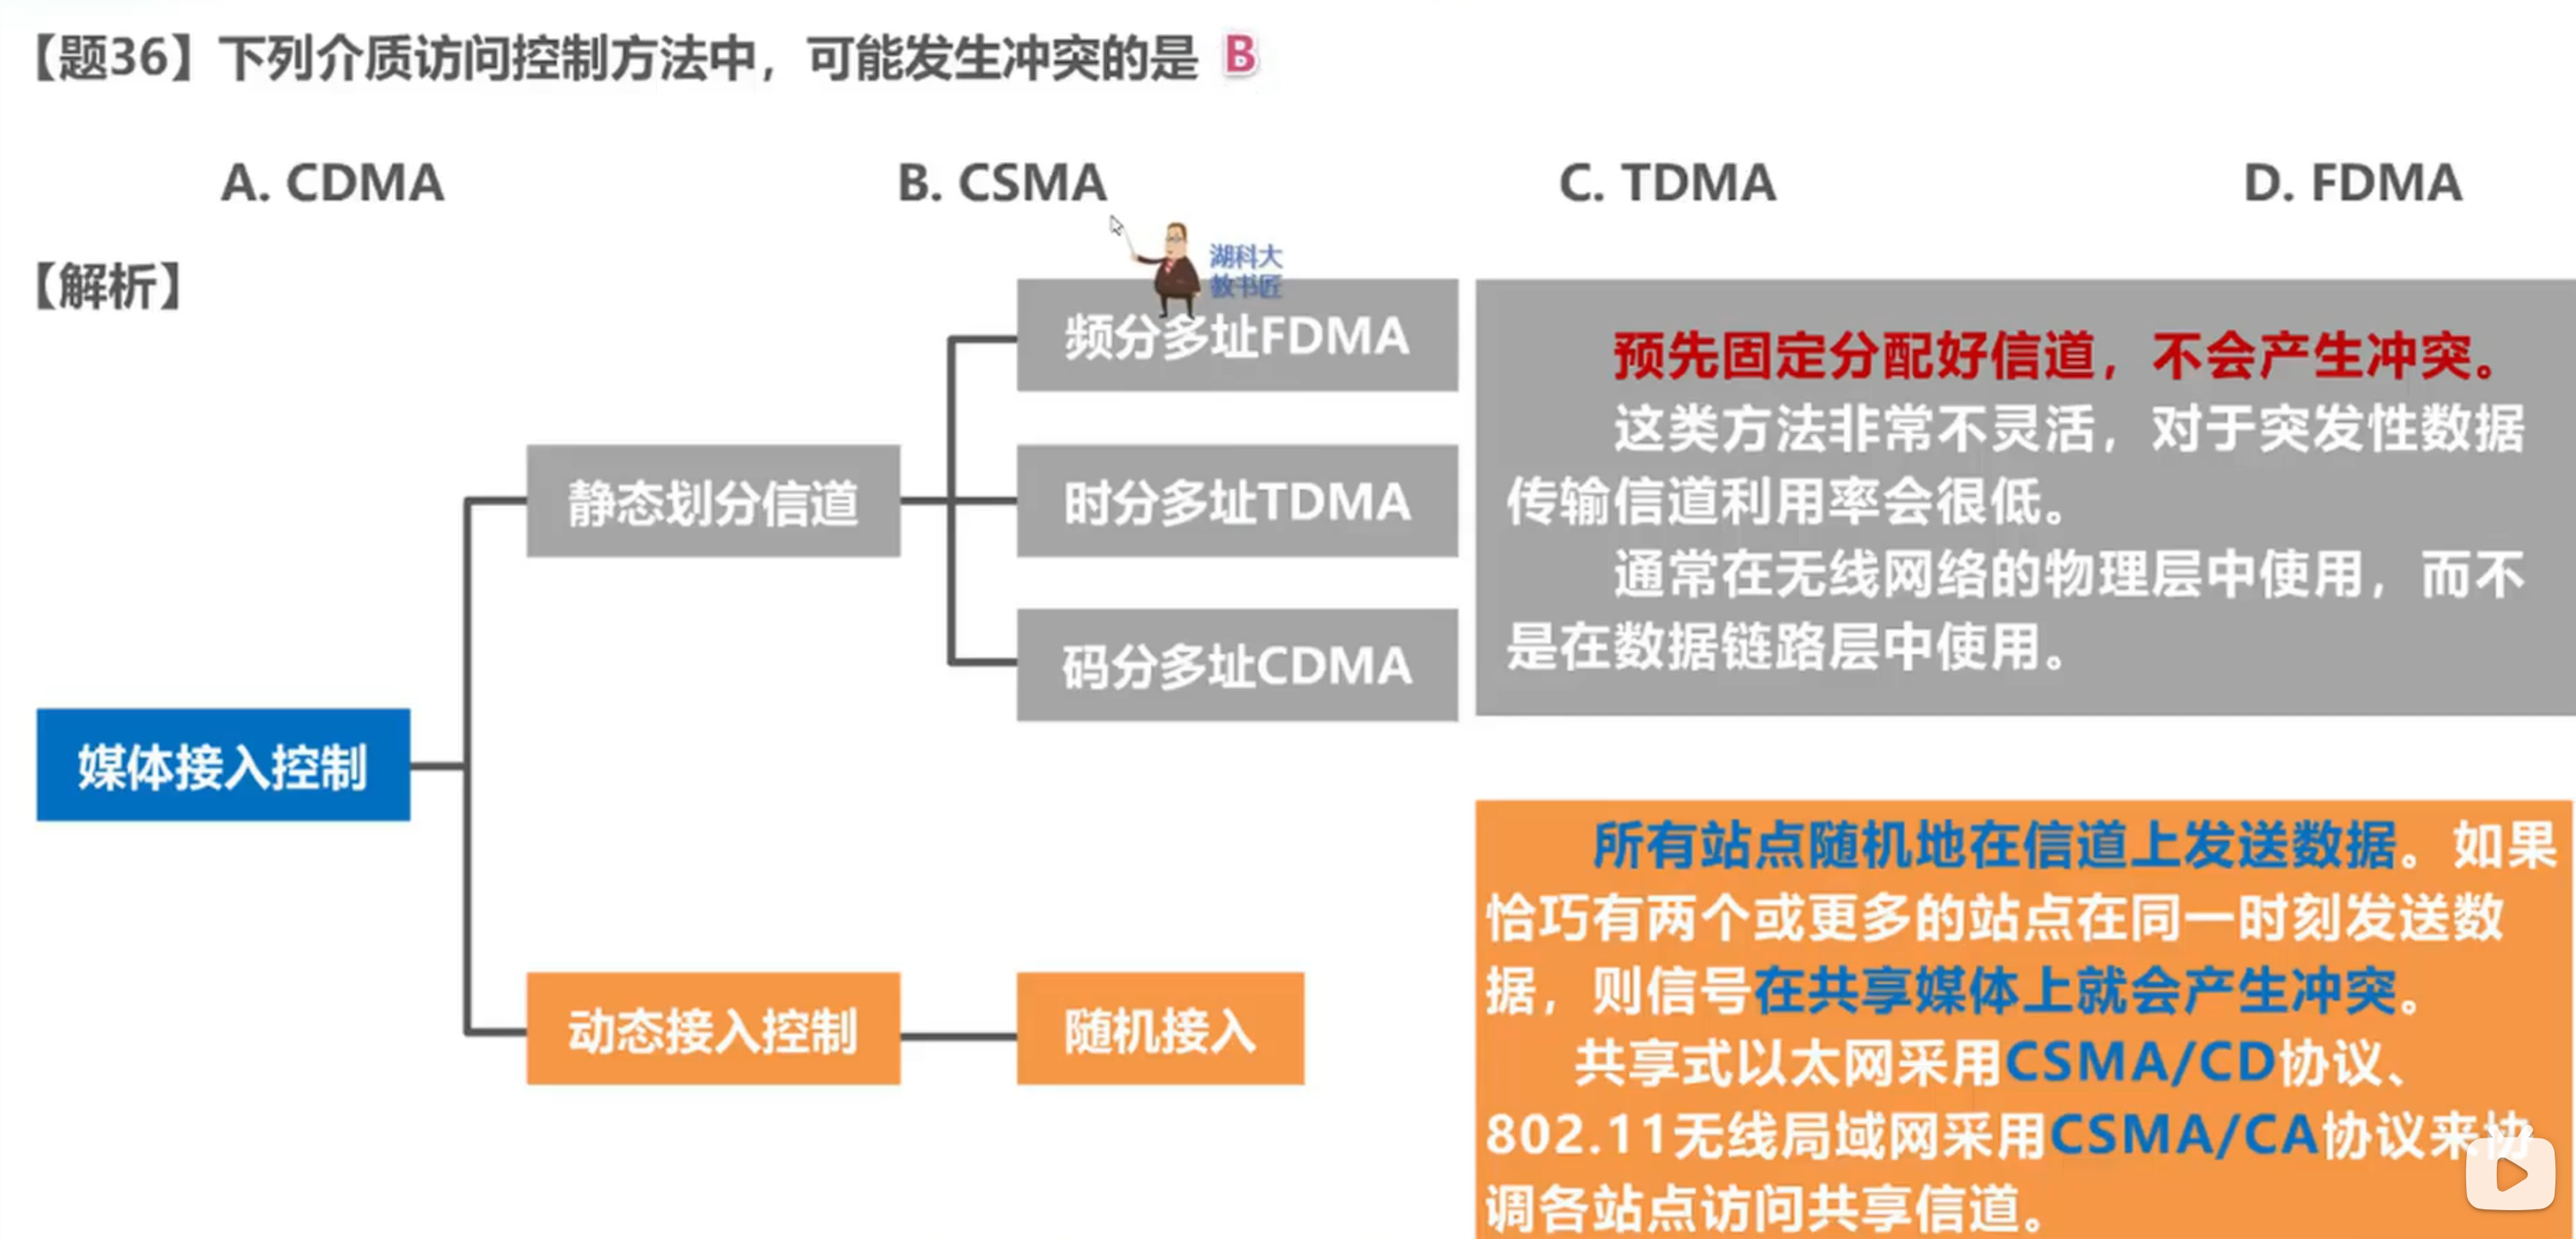 【题36】下列介质访问控制方法中，可能发生冲突的是 B
A. CDMA B. CSMA C. TDMA D. FDMA
【解析】
湖科大
教书匠
媒体接入控制
静态划分信道
频分多址FDMA
时分多址TDMA
码分多址CDMA
预先固定分配好信道，不会产生冲突。
这类方法非常不灵活，对于突发性数据
传输信道利用率会很低。
通常在无线网络的物理层中使用，而不
是在数据链路层中使用。
动态接入控制
随机接入
所有站点随机地在信道上发送数据。如果
恰巧有两个或更多的站点在同一时刻发送数
据，则信号在共享媒体上就会产生冲突。
共享式以太网采用CSMA/CD协议、
802.11无线局域网采用CSMA/CA协议来协
调各站点访问共享信道。